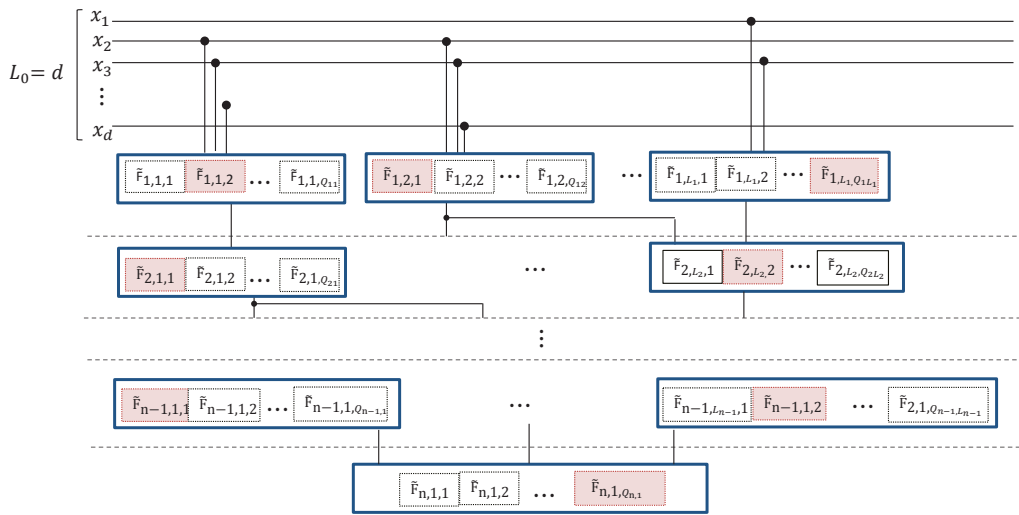 x₁
x₂
L₀= d x₃
⋮
x_d
F̃₁,₁,₁ F̃₁,₁,₂ ... F̃₁,₁,Q₁₁ F̃₁,₂,₁ F̃₁,₂,₂ ... F̃₁,₂,Q₁₂ ... F̃₁,L₁,₁ F̃₁,L₁,₂ ... F̃₁,L₁,Q₁L₁
F̃₂,₁,₁ F̃₂,₁,₂ ... F̃₂,₁,Q₂₁ ... F̃₂,L₂,₁ F̃₂,L₂,₂ ... F̃₂,L₂,Q₂L₂
⋮
F̃ₙ₋₁,₁,₁ F̃ₙ₋₁,₁,₂ ... F̃ₙ₋₁,₁,Qₙ₋₁,₁ ... F̃ₙ₋₁,Lₙ₋₁,₁ F̃ₙ₋₁,₁,₂ ... F̃₂,₁,Qₙ₋₁,Lₙ₋₁
F̃ₙ,₁,₁ F̃ₙ,₁,₂ ... F̃ₙ,₁,Qₙ,₁